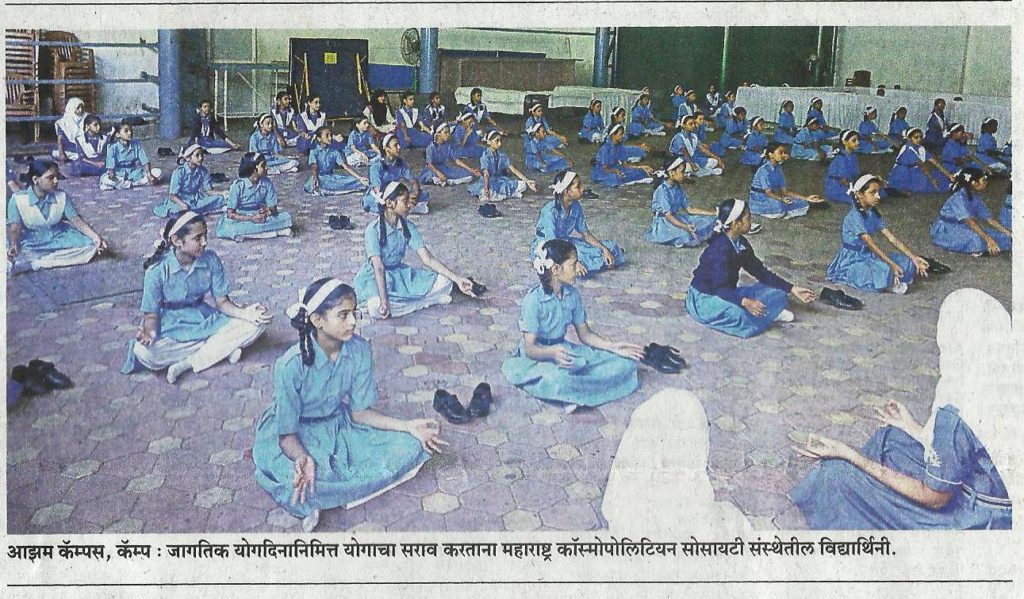 आझम कॅम्पस, कॅम्प : जागतिक योगदिनानिमित्त योगाचा सराव करताना महाराष्ट्र कॉस्मोपोलिटियन सोसायटी संस्थेतील विद्यार्थिनी.